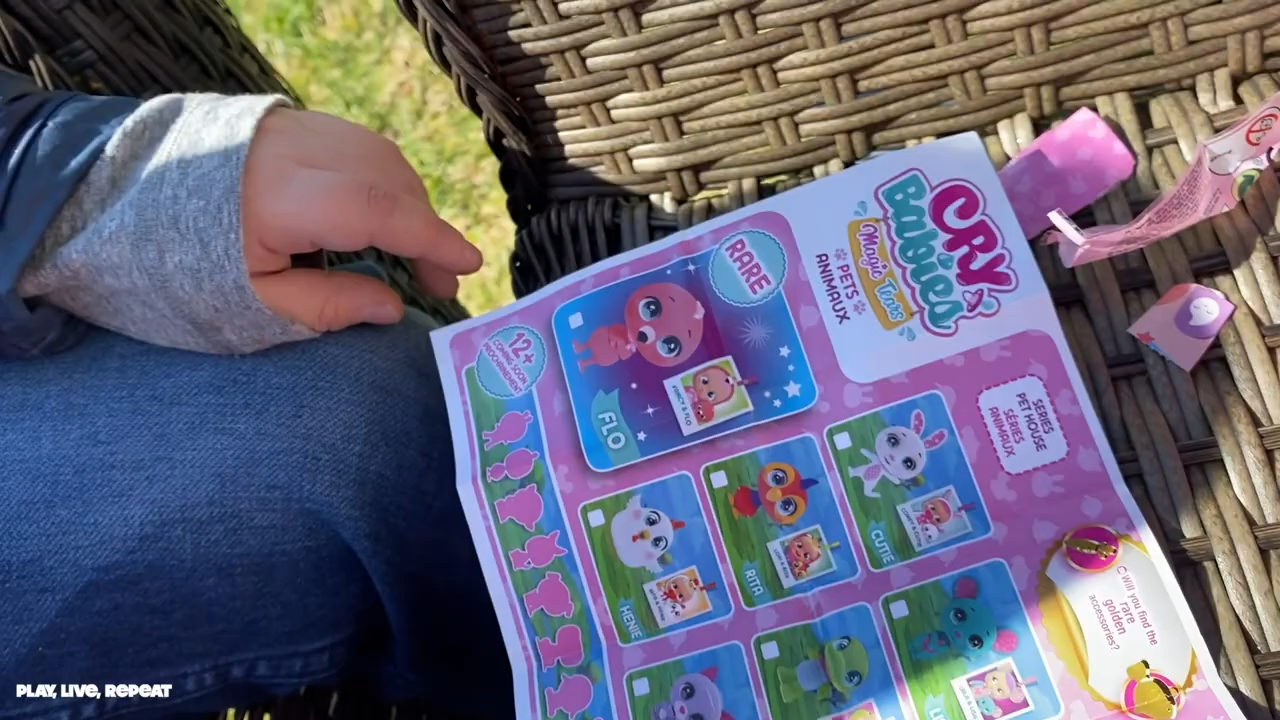 CRY
Babies
Magic Tears
PETS
ANIMAUX
RARE
FLO
12+
COMING SOON
PROCHAINEMENT
SERIES
PET HOUSE
SÉRIES
ANIMAUX
CUTIE
RITA
HENIE
Will you find the
rare
golden
accessories?
PLAY, LIVE, REPEAT